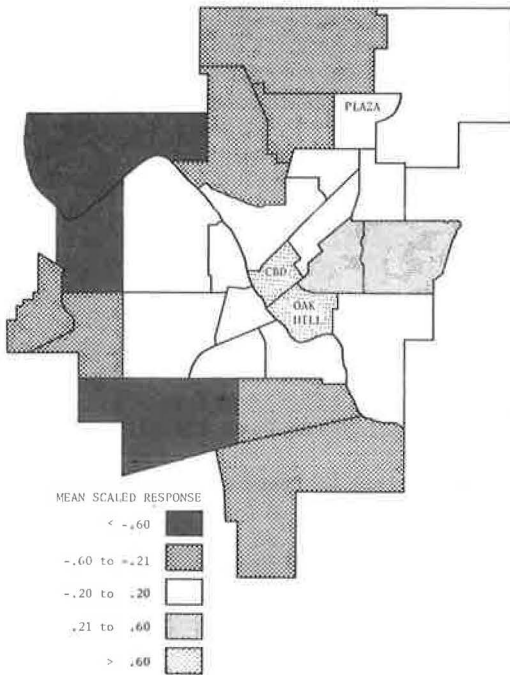 PLAZA
CBD
OAK
HILL
MEAN SCALED RESPONSE
< -.60
-.60 to -.21
-.20 to .20
.21 to .60
> .60